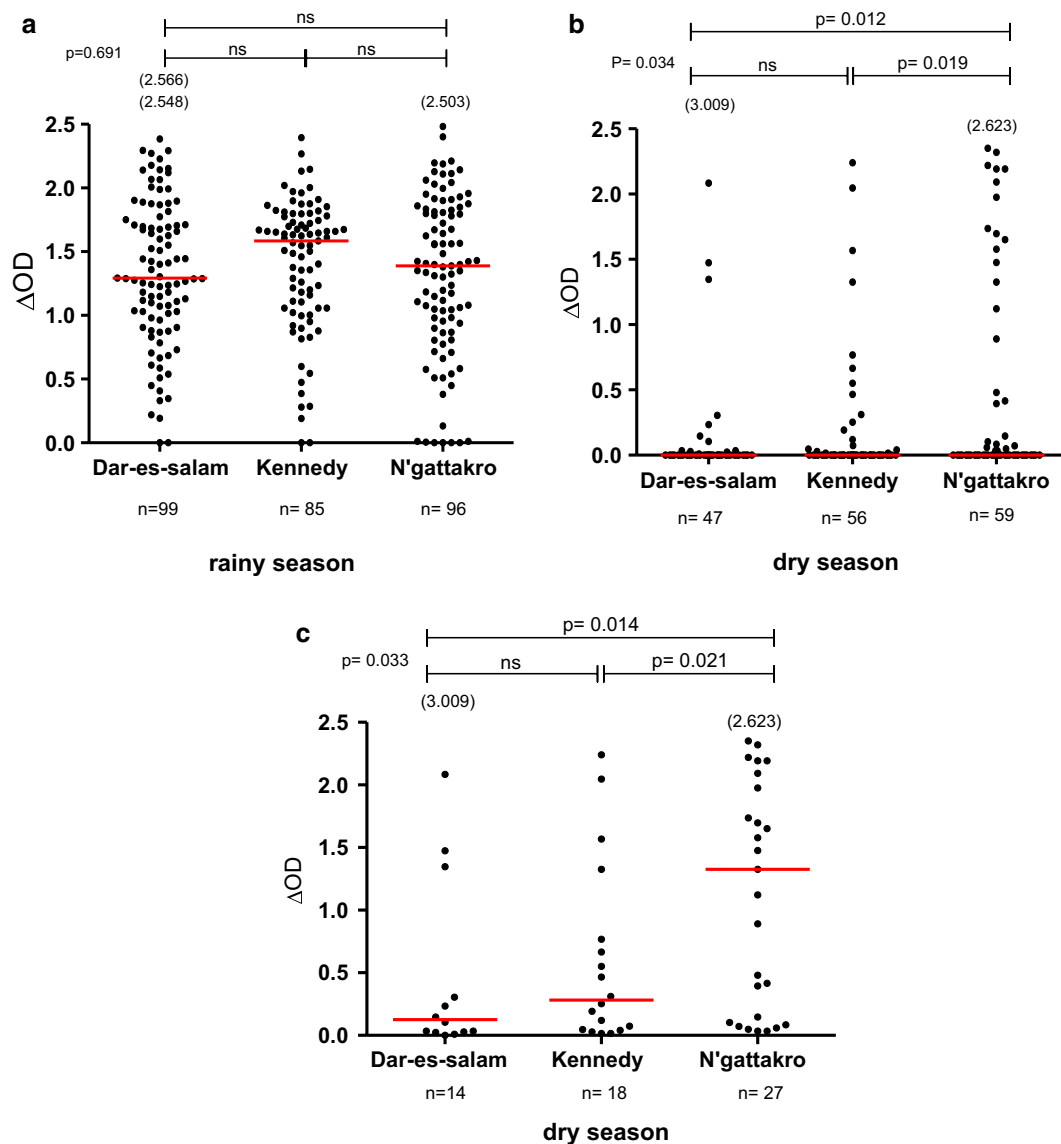 a
ns
p=0.691
ns
ns
(2.566)
(2.548)
(2.503)
2.5
2.0
1.5
1.0
0.5
0.0
ΔOD
Dar-es-salam Kennedy N'gattakro
n=99 n= 85 n= 96
rainy season
b
p= 0.012
P= 0.034
ns
p= 0.019
(3.009)
(2.623)
2.5
2.0
1.5
1.0
0.5
0.0
ΔOD
Dar-es-salam Kennedy N'gattakro
n= 47 n= 56 n= 59
dry season
c
p= 0.014
p= 0.033
ns
p= 0.021
(3.009)
(2.623)
2.5
2.0
1.5
1.0
0.5
0.0
ΔOD
Dar-es-salam Kennedy N'gattakro
n=14 n= 18 n= 27
dry season